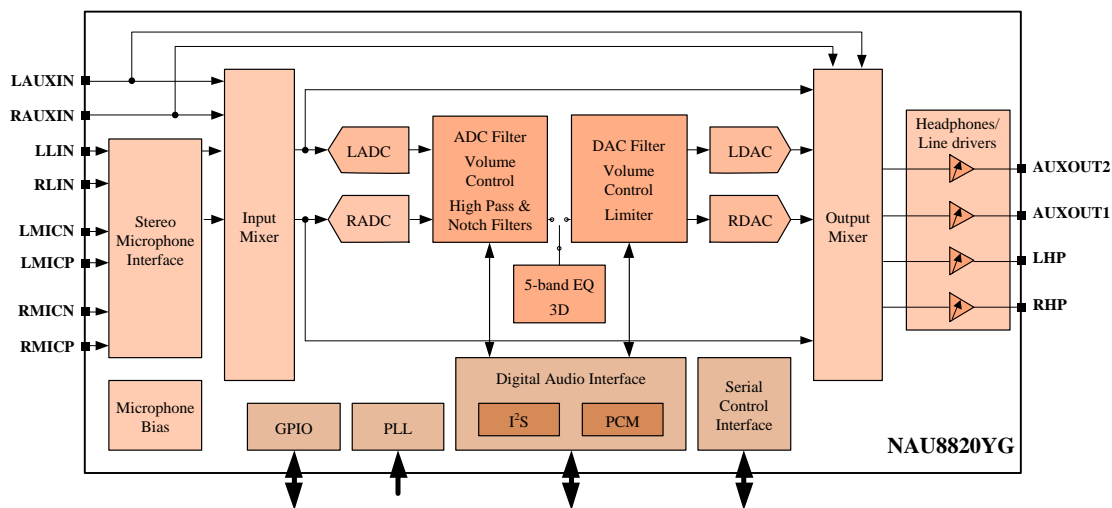 LAUXIN
RAUXIN
LLIN
RLIN
LMICN
LMICP
RMICN
RMICP
Stereo
Microphone
Interface
Microphone
Bias
Input
Mixer
LADC
RADC
ADC Filter
Volume
Control
High Pass &
Notch Filters
DAC Filter
Volume
Control
Limiter
5-band EQ
3D
LDAC
RDAC
Output
Mixer
Headphones/
Line drivers
AUXOUT2
AUXOUT1
LHP
RHP
GPIO
PLL
Digital Audio Interface
I²S
PCM
Serial
Control
Interface
NAU8820YG